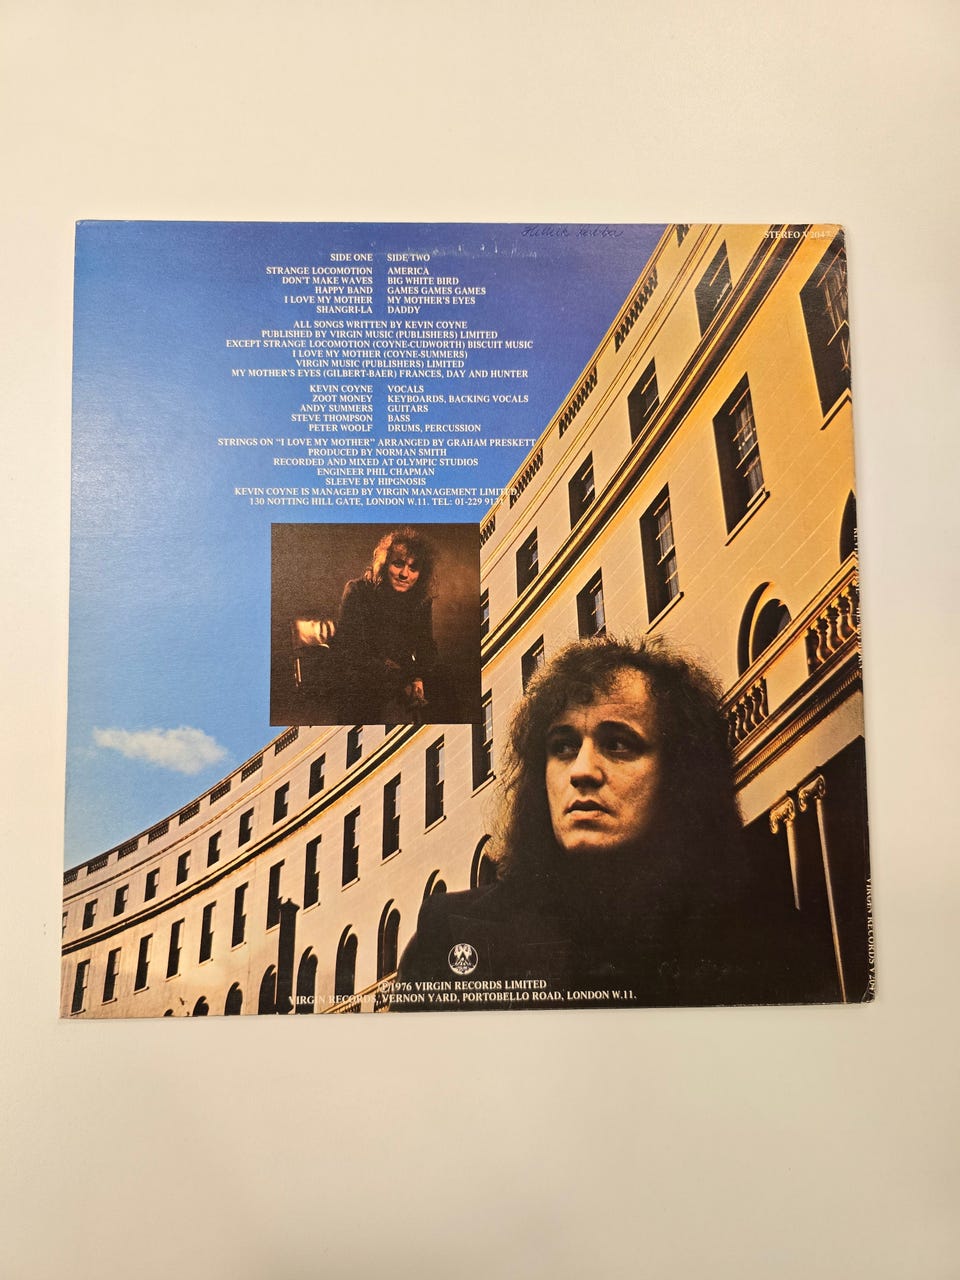 STEREO V2047
SIDE ONE SIDE TWO
STRANGE LOCOMOTION AMERICA
DON'T MAKE WAVES BIG WHITE BIRD
HAPPY BAND GAMES GAMES GAMES
I LOVE MY MOTHER MY MOTHER'S EYES
SHANGRI-LA DADDY
ALL SONGS WRITTEN BY KEVIN COYNE
PUBLISHED BY VIRGIN MUSIC (PUBLISHERS) LIMITED
EXCEPT STRANGE LOCOMOTION (COYNE-CUDWORTH) BISCUIT MUSIC
I LOVE MY MOTHER (COYNE-SUMMERS)
VIRGIN MUSIC (PUBLISHERS) LIMITED
MY MOTHER'S EYES (GILBERT-BAER) FRANCES, DAY AND HUNTER
KEVIN COYNE VOCALS
ZOOT MONEY KEYBOARDS, BACKING VOCALS
ANDY SUMMERS GUITARS
STEVE THOMPSON BASS
PETER WOOLF DRUMS, PERCUSSION
STRINGS ON "I LOVE MY MOTHER" ARRANGED BY GRAHAM PRESKETT
PRODUCED BY NORMAN SMITH
RECORDED AND MIXED AT OLYMPIC STUDIOS
ENGINEER PHIL CHAPMAN
SLEEVE BY HIPGNOSIS
KEVIN COYNE IS MANAGED BY VIRGIN MANAGEMENT LIMITED,
130 NOTTING HILL GATE, LONDON W.11. TEL: 01-229 9131
℗ 1976 VIRGIN RECORDS LIMITED
VIRGIN RECORDS, VERNON YARD, PORTOBELLO ROAD, LONDON W.11.
VIRGIN RECORDS V2047